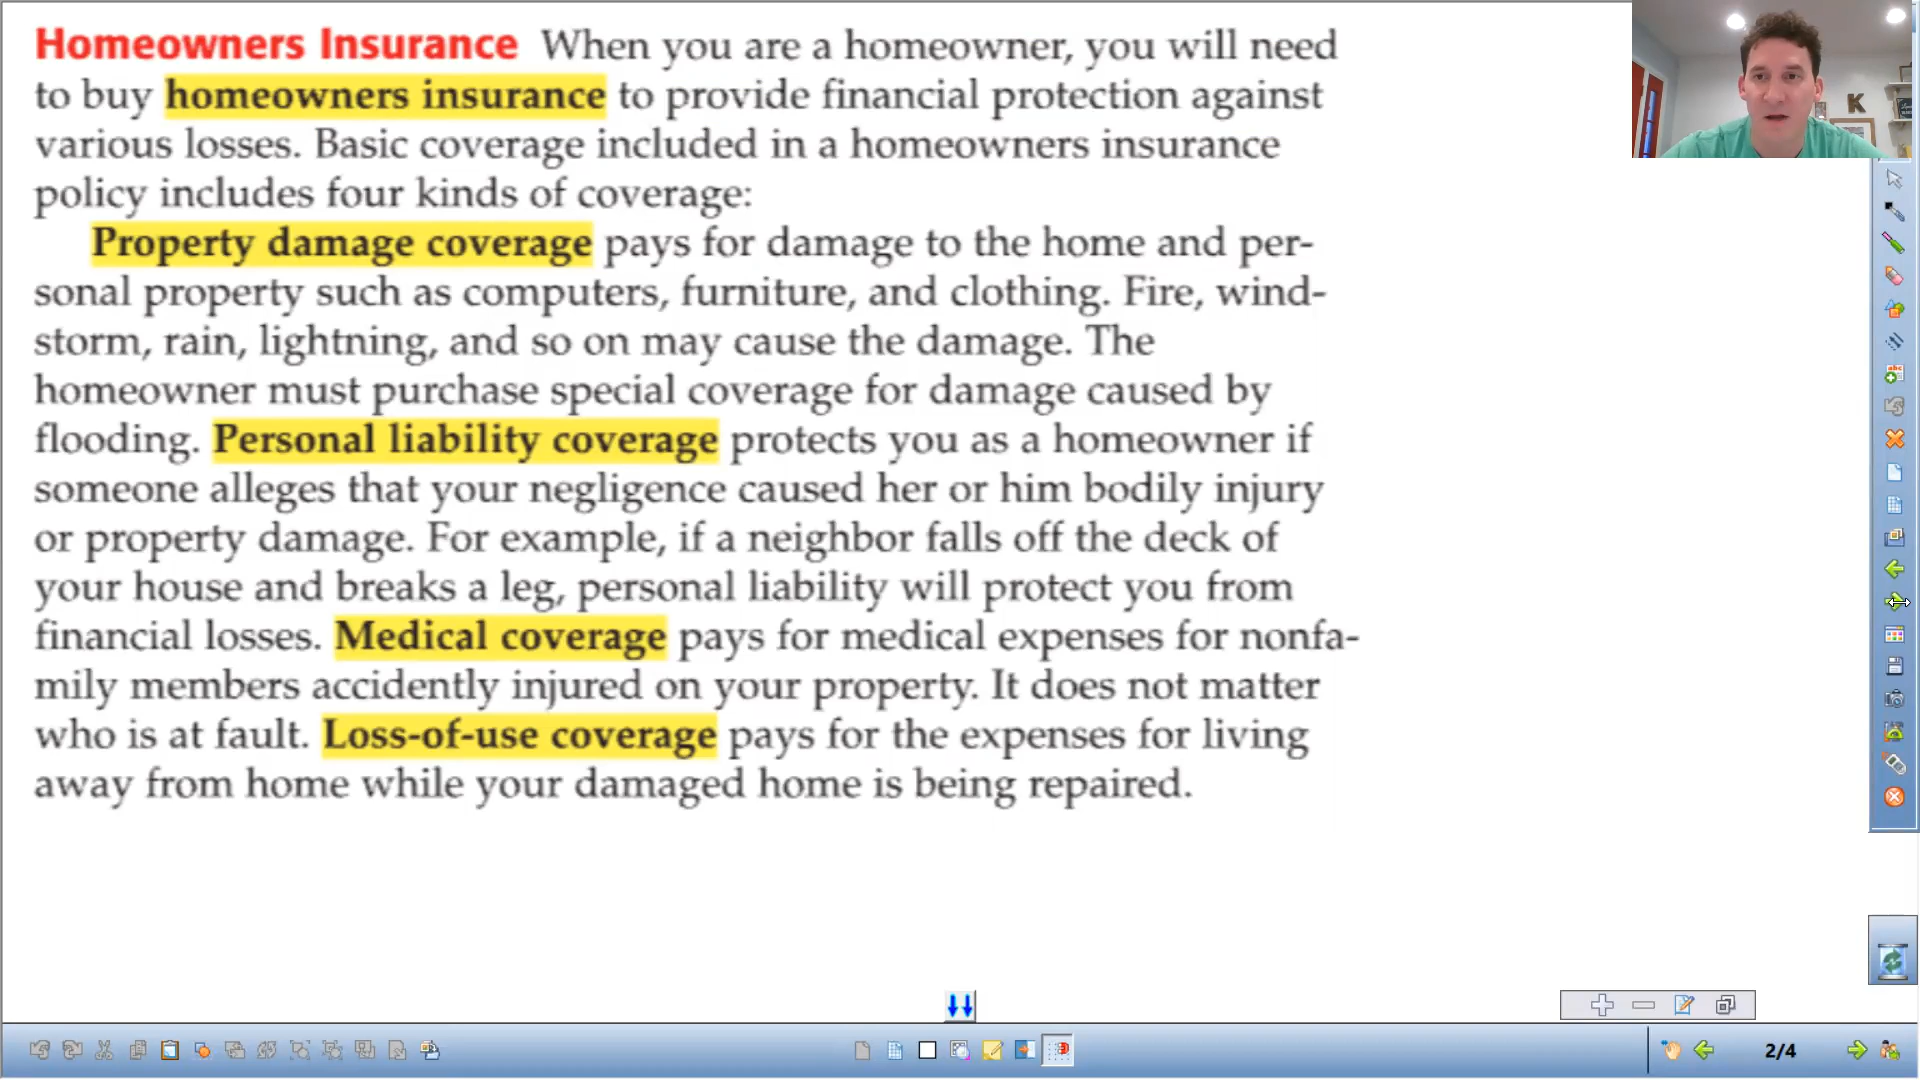 Homeowners Insurance When you are a homeowner, you will need
to buy homeowners insurance to provide financial protection against
various losses. Basic coverage included in a homeowners insurance
policy includes four kinds of coverage:
Property damage coverage pays for damage to the home and per-
sonal property such as computers, furniture, and clothing. Fire, wind-
storm, rain, lightning, and so on may cause the damage. The
homeowner must purchase special coverage for damage caused by
flooding. Personal liability coverage protects you as a homeowner if
someone alleges that your negligence caused her or him bodily injury
or property damage. For example, if a neighbor falls off the deck of
your house and breaks a leg, personal liability will protect you from
financial losses. Medical coverage pays for medical expenses for nonfa-
mily members accidently injured on your property. It does not matter
who is at fault. Loss-of-use coverage pays for the expenses for living
away from home while your damaged home is being repaired.
K
2/4